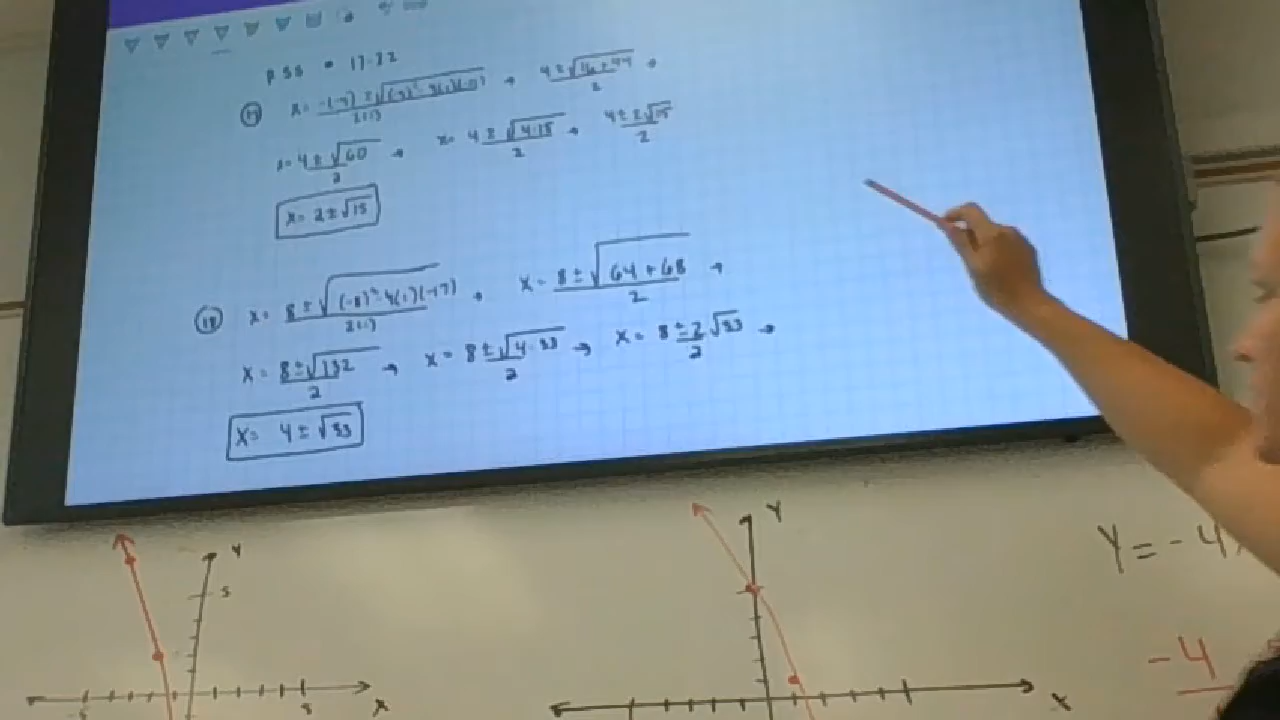 P 55 • 17-22
(17) x = -(-4) ± √(-4)² - 4(1)(-11) / 2(1) → 4 ± √16 + 44 / 2 →
x = 4 ± √60 / 2 → x = 4 ± √4·15 / 2 → 4 ± 2√15 / 2
x = 2 ± √15
(18) x = 8 ± √(-8)² - 4(1)(-17) / 2(1) → x = 8 ± √64 + 68 / 2 →
x = 8 ± √132 / 2 → x = 8 ± √4·33 / 2 → x = 8 ± 2√33 / 2 →
x = 4 ± √33
Y
5
-5
5
X
Y
X
Y = -4
-4